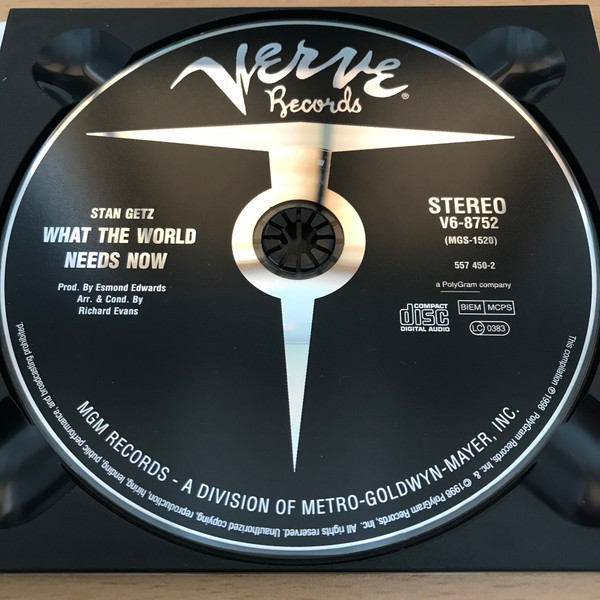 Verve
Records®
STAN GETZ
WHAT THE WORLD
NEEDS NOW
Prod. By Esmond Edwards
Arr. & Cond. By
Richard Evans
STEREO
V6-8752
(MGS-1520)
557 450-2
a PolyGram company
COMPACT
disc
DIGITAL AUDIO
BIEM MCPS
LC 0383
MGM RECORDS - A DIVISION OF METRO-GOLDWYN-MAYER, INC.
This compilation ℗ 1998 PolyGram Records, Inc. & © 1998 PolyGram Records, Inc. All rights reserved. Unauthorized copying, reproduction, hiring, lending, public performance, and broadcasting prohibited.